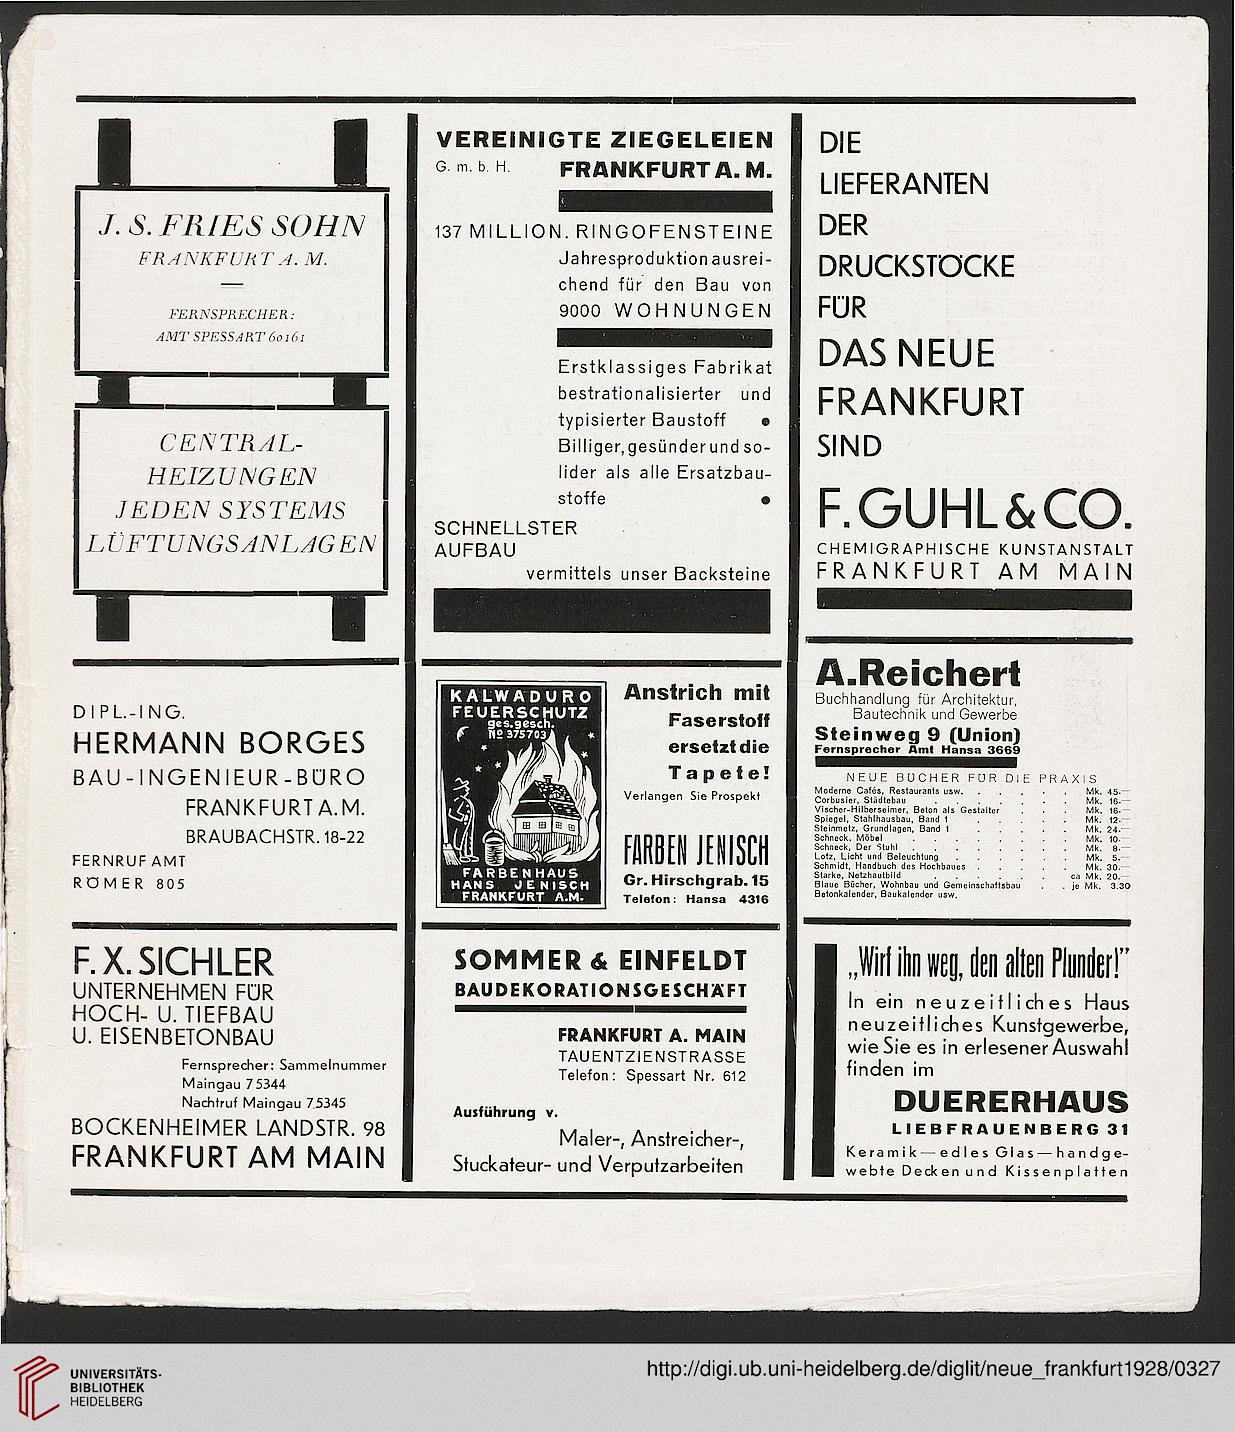 J. S. FRIES SOHN
FRANKFURT A. M.
—
FERNSPRECHER:
AMT SPESSART 60161
CENTRAL-
HEIZUNGEN
JEDEN SYSTEMS
LÜFTUNGSANLAGEN
DIPL.-ING.
HERMANN BORGES
BAU-INGENIEUR-BÜRO
FRANKFURT A.M.
BRAUBACHSTR. 18-22
FERNRUF AMT
RÖMER 805
F. X. SICHLER
UNTERNEHMEN FÜR
HOCH- U. TIEFBAU
U. EISENBETONBAU
Fernsprecher: Sammelnummer
Maingau 75344
Nachtruf Maingau 75345
BOCKENHEIMER LANDSTR. 98
FRANKFURT AM MAIN
VEREINIGTE ZIEGELEIEN
G. m. b. H. FRANKFURT A. M.
137 MILLION. RINGOFENSTEINE
Jahresproduktion ausrei-
chend für den Bau von
9000 WOHNUNGEN
Erstklassiges Fabrikat
bestrationalisierter und
typisierter Baustoff •
Billiger, gesünder und so-
lider als alle Ersatzbau-
stoffe •
SCHNELLSTER
AUFBAU
vermittels unser Backsteine
KALWADURO
FEUERSCHUTZ
ges. gesch.
No 375703
FARBENHAUS
HANS JENISCH
FRANKFURT A.M.
Anstrich mit
Faserstoff
ersetzt die
Tapete!
Verlangen Sie Prospekt
FARBEN JENISCH
Gr. Hirschgrab. 15
Telefon: Hansa 4316
SOMMER & EINFELDT
BAUDEKORATIONSGESCHÄFT
FRANKFURT A. MAIN
TAUENTZIENSTRASSE
Telefon: Spessart Nr. 612
Ausführung v.
Maler-, Anstreicher-,
Stuckateur- und Verputzarbeiten
DIE
LIEFERANTEN
DER
DRUCKSTÖCKE
FÜR
DAS NEUE
FRANKFURT
SIND
F. GUHL & CO.
CHEMIGRAPHISCHE KUNSTANSTALT
FRANKFURT AM MAIN
A. Reichert
Buchhandlung für Architektur,
Bautechnik und Gewerbe
Steinweg 9 (Union)
Fernsprecher Amt Hansa 3669
NEUE BÜCHER FÜR DIE PRAXIS
Moderne Cafés, Restaurants usw. . . . . . . Mk. 45.—
Corbusier, Städtebau . . . . . . . Mk. 16.—
Vischer-Hilberseimer, Beton als Gestalter . . . . Mk. 16.—
Spiegel, Stahlhausbau, Band 1 . . . . . Mk. 12.—
Steinmetz, Grundlagen, Band 1 . . . . . Mk. 24.—
Schneck, Möbel . . . . . . . . Mk. 10.—
Schneck, Der Stuhl . . . . . . . . Mk. 8.—
Lotz, Licht und Beleuchtung . . . . . . Mk. 5.—
Schmidt, Handbuch des Hochbaues . . . . . Mk. 30.—
Starke, Netzhautbild . . . . . . ca Mk. 20.—
Blaue Bücher, Wohnbau und Gemeinschaftsbau . . je Mk. 3.30
Betonkalender, Baukalender usw.
„Wirf ihn weg, den alten Plunder!”
In ein neuzeitliches Haus
neuzeitliches Kunstgewerbe,
wie Sie es in erlesener Auswahl
finden im
DUERERHAUS
LIEBFRAUENBERG 31
Keramik — edles Glas — handge-
webte Decken und Kissenplatten
UNIVERSITÄTS-
BIBLIOTHEK
HEIDELBERG
http://digi.ub.uni-heidelberg.de/diglit/neue_frankfurt1928/0327